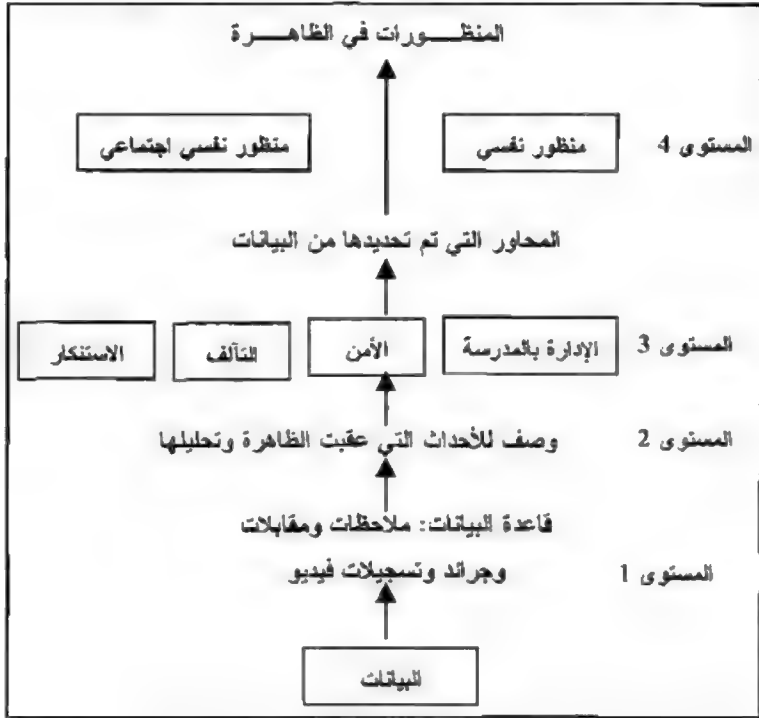 المنظـــورات في الظاهـــرة
المستوى 4 منظور نفسي منظور نفسي اجتماعي
المحاور التي تم تحديدها من البيانات
المستوى 3 الإدارة بالمدرسة الأمن التآلف الاستنكار
المستوى 2 وصف للأحداث التي عقبت الظاهرة وتحليلها
قاعدة البيانات: ملاحظات ومقابلات
المستوى 1 وجرائد وتسجيلات فيديو
البيانات